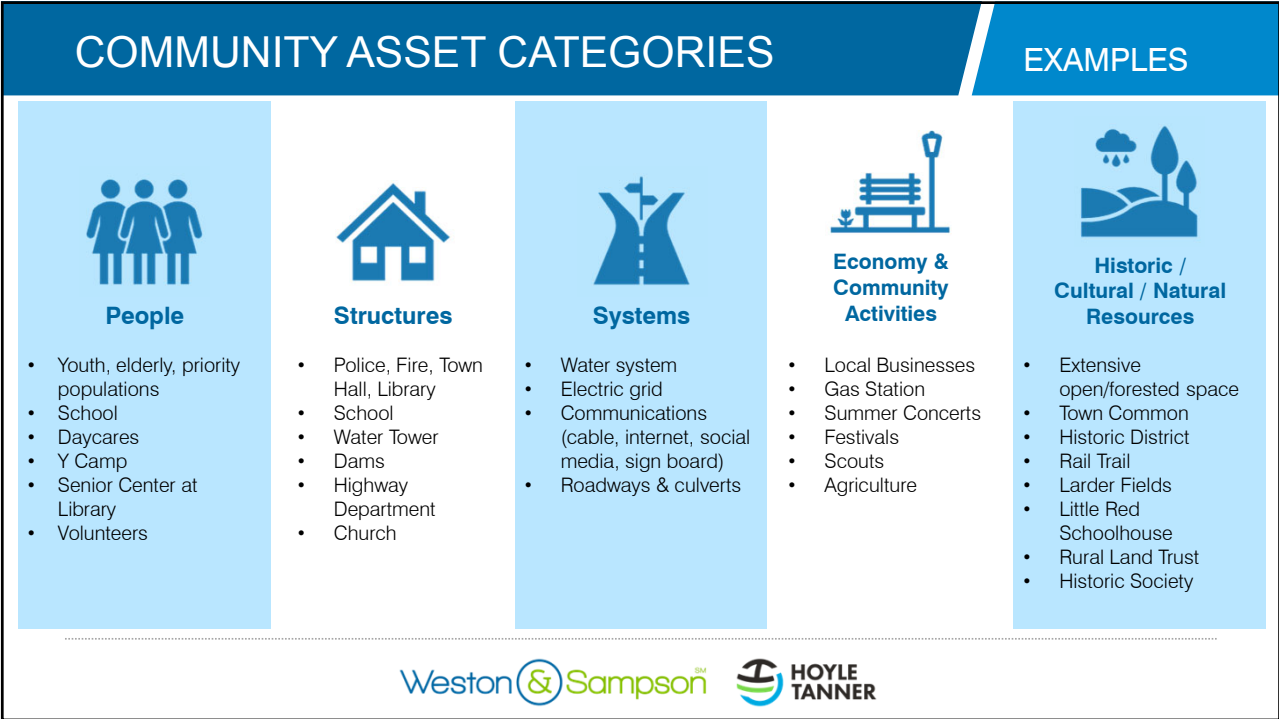 COMMUNITY ASSET CATEGORIES
EXAMPLES
People
• Youth, elderly, priority
populations
• School
• Daycares
• Y Camp
• Senior Center at
Library
• Volunteers
Structures
• Police, Fire, Town
Hall, Library
• School
• Water Tower
• Dams
• Highway
Department
• Church
Systems
• Water system
• Electric grid
• Communications
(cable, internet, social
media, sign board)
• Roadways & culverts
Economy &
Community
Activities
• Local Businesses
• Gas Station
• Summer Concerts
• Festivals
• Scouts
• Agriculture
Historic /
Cultural / Natural
Resources
• Extensive
open/forested space
• Town Common
• Historic District
• Rail Trail
• Larder Fields
• Little Red
Schoolhouse
• Rural Land Trust
• Historic Society
Weston & Sampson℠
HOYLE
TANNER